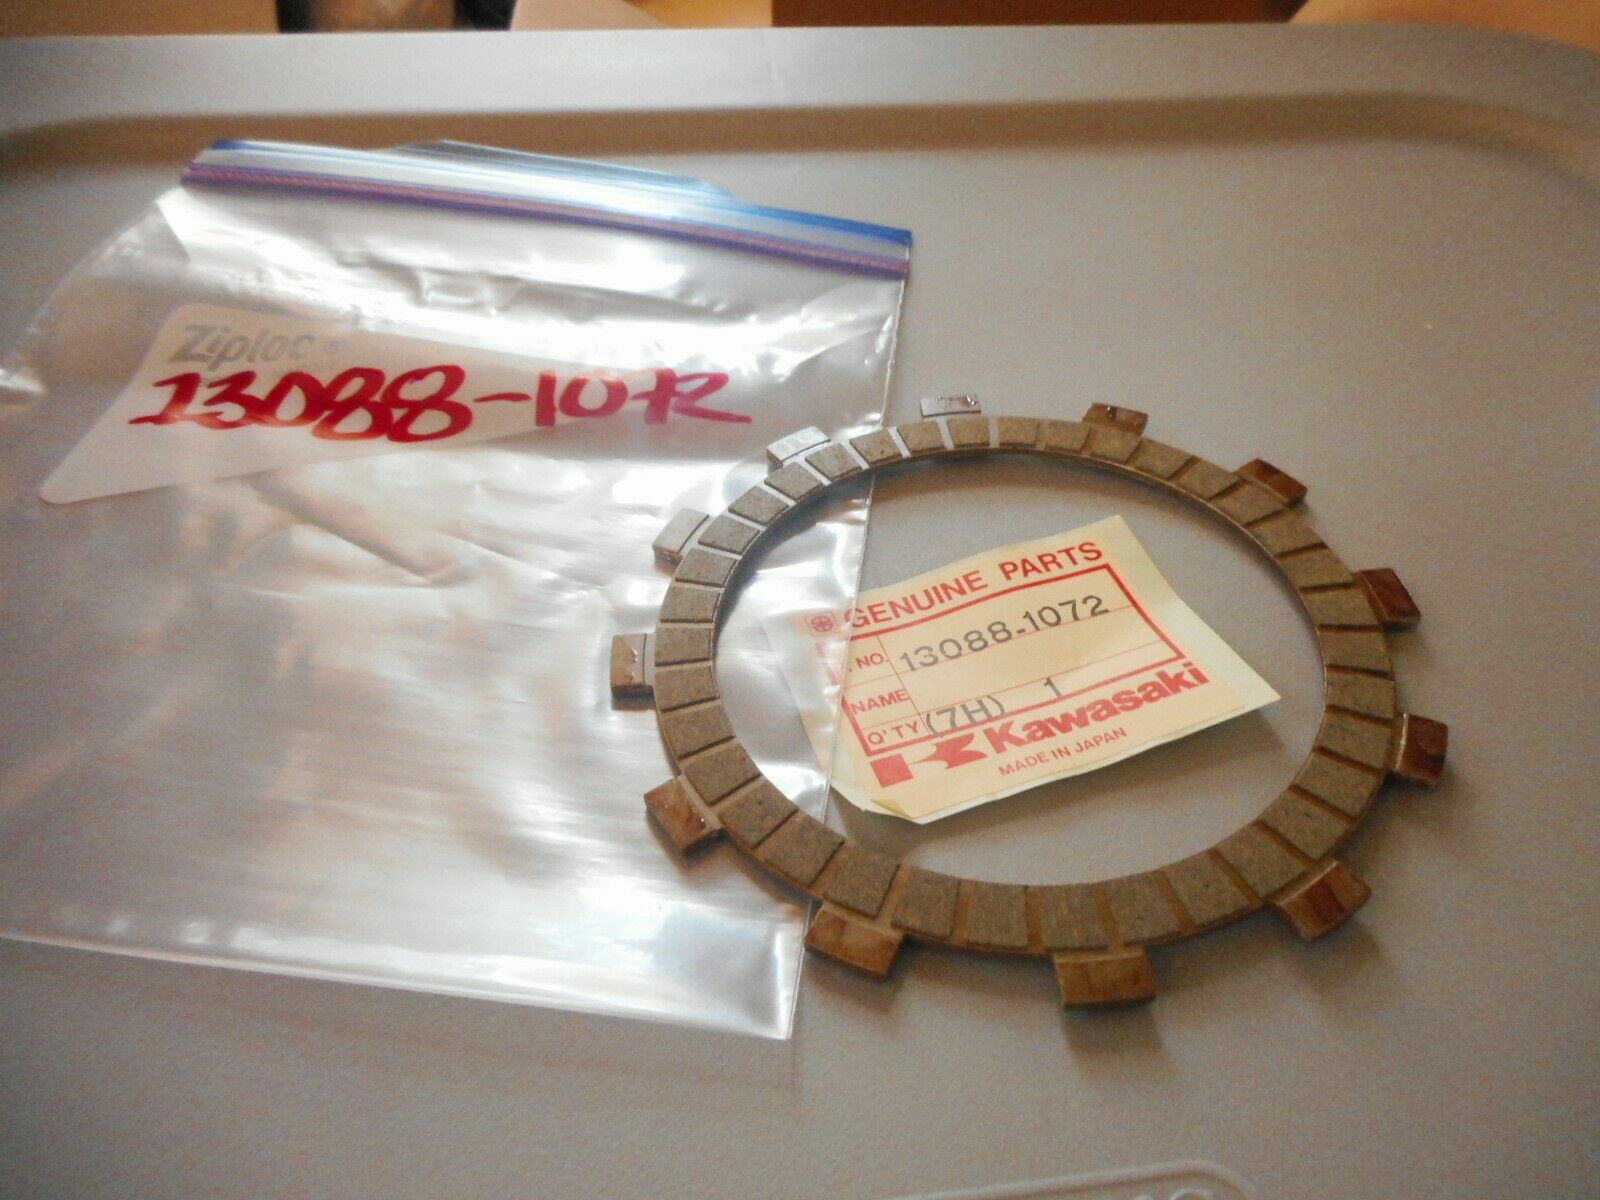 Ziploc®
13088-1072
GENUINE PARTS
. NO. 13088-1072
NAME
Q'TY (7H) 1
Kawasaki
MADE IN JAPAN